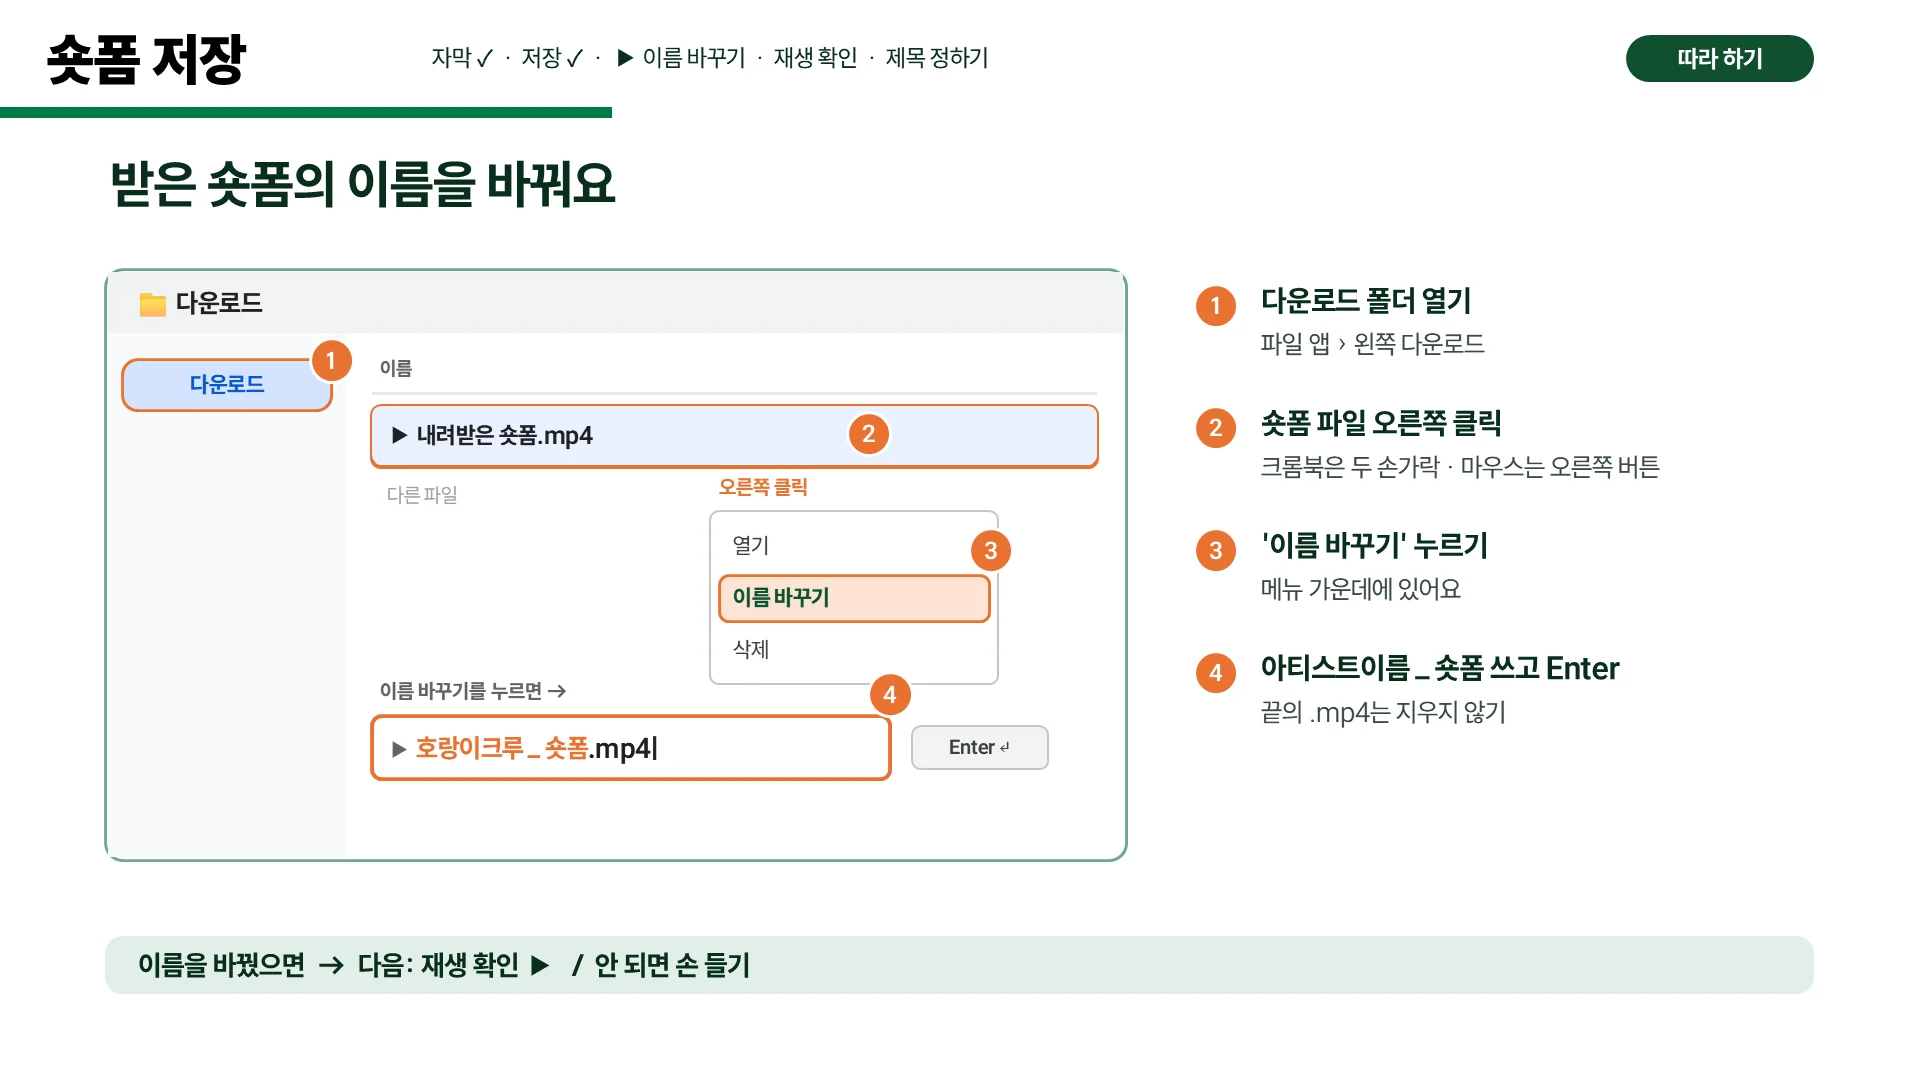 숏폼 저장
자막 ✓ · 저장 ✓ · ▶ 이름 바꾸기 · 재생 확인 · 제목 정하기
따라 하기
받은 숏폼의 이름을 바꿔요
다운로드
다운로드
1
이름
▶ 내려받은 숏폼.mp4
2
다른 파일
오른쪽 클릭
열기
3
이름 바꾸기
삭제
이름 바꾸기를 누르면 →
4
▶ 호랑이크루 _ 숏폼.mp4|
Enter ↲
1
다운로드 폴더 열기
파일 앱 › 왼쪽 다운로드
2
숏폼 파일 오른쪽 클릭
크롬북은 두 손가락 · 마우스는 오른쪽 버튼
3
'이름 바꾸기' 누르기
메뉴 가운데에 있어요
4
아티스트이름 _ 숏폼 쓰고 Enter
끝의 .mp4는 지우지 않기
이름을 바꿨으면 → 다음: 재생 확인 ▶ / 안 되면 손 들기